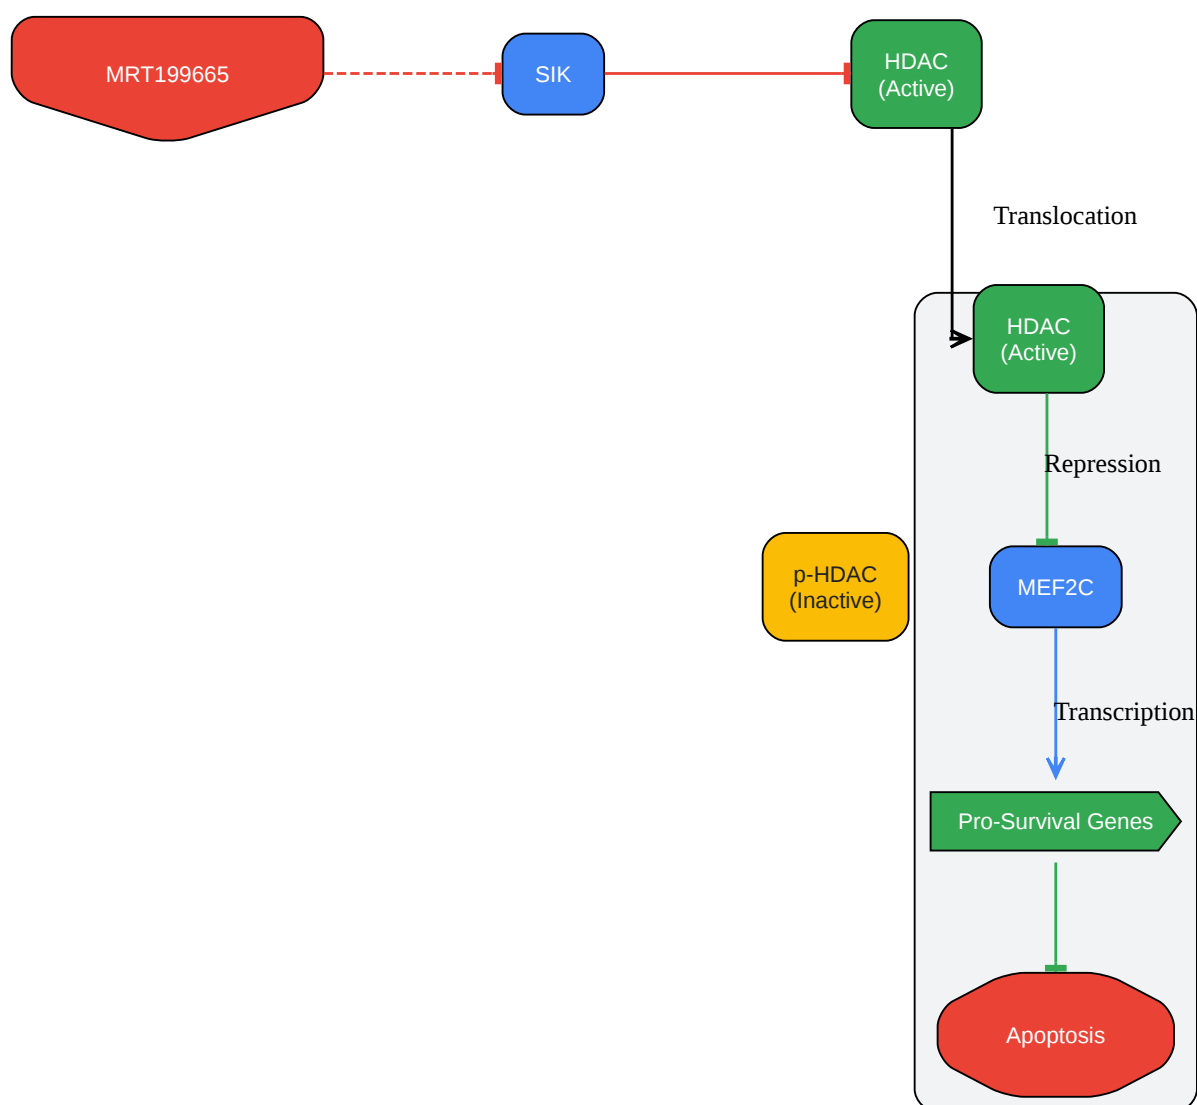 MRT199665
SIK
HDAC
(Active)
Translocation
HDAC
(Active)
Repression
p-HDAC
(Inactive)
MEF2C
Transcription
Pro-Survival Genes
Apoptosis